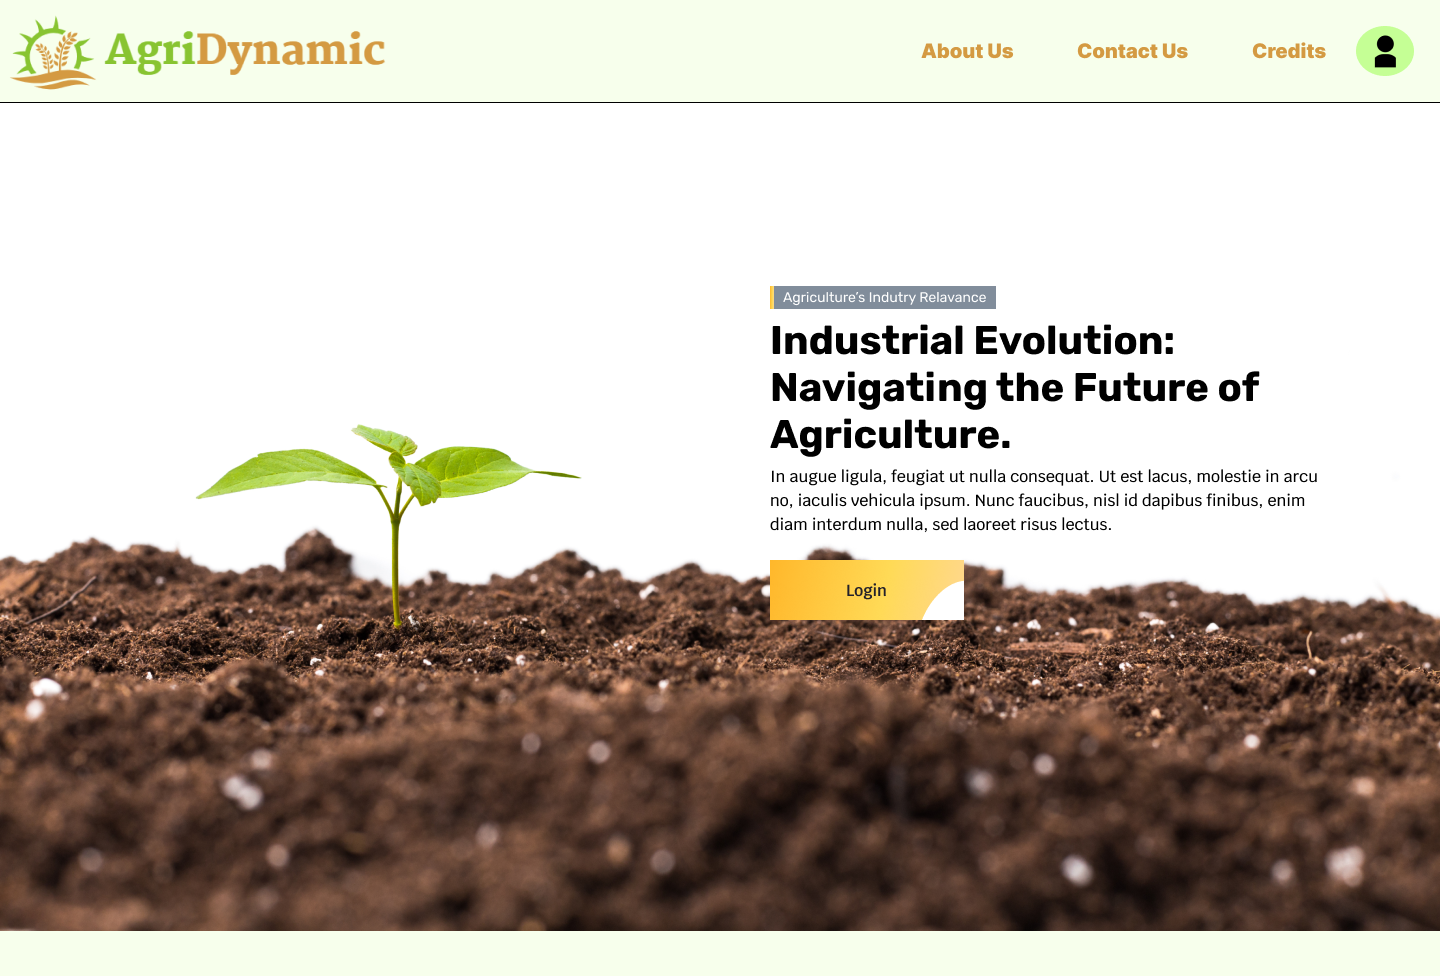 AgriDynamic
About Us
Contact Us
Credits
Agriculture's Indutry Relavance
Industrial Evolution:
Navigating the Future of
Agriculture.
In augue ligula, feugiat ut nulla consequat. Ut est lacus, molestie in arcu
no, iaculis vehicula ipsum. Nunc faucibus, nisl id dapibus finibus, enim
diam interdum nulla, sed laoreet risus lectus.
Login